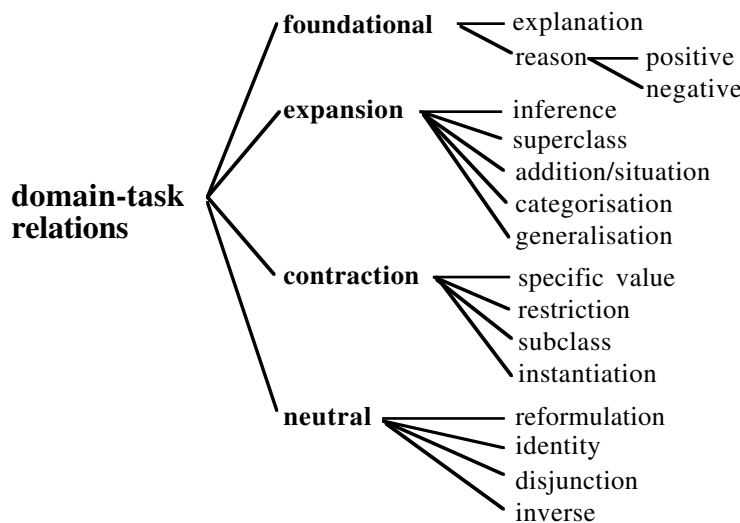 foundational
explanation
reason
positive
negative
expansion
inference
superclass
addition/situation
categorisation
generalisation
domain-task
relations
contraction
specific value
restriction
subclass
instantiation
neutral
reformulation
identity
disjunction
inverse